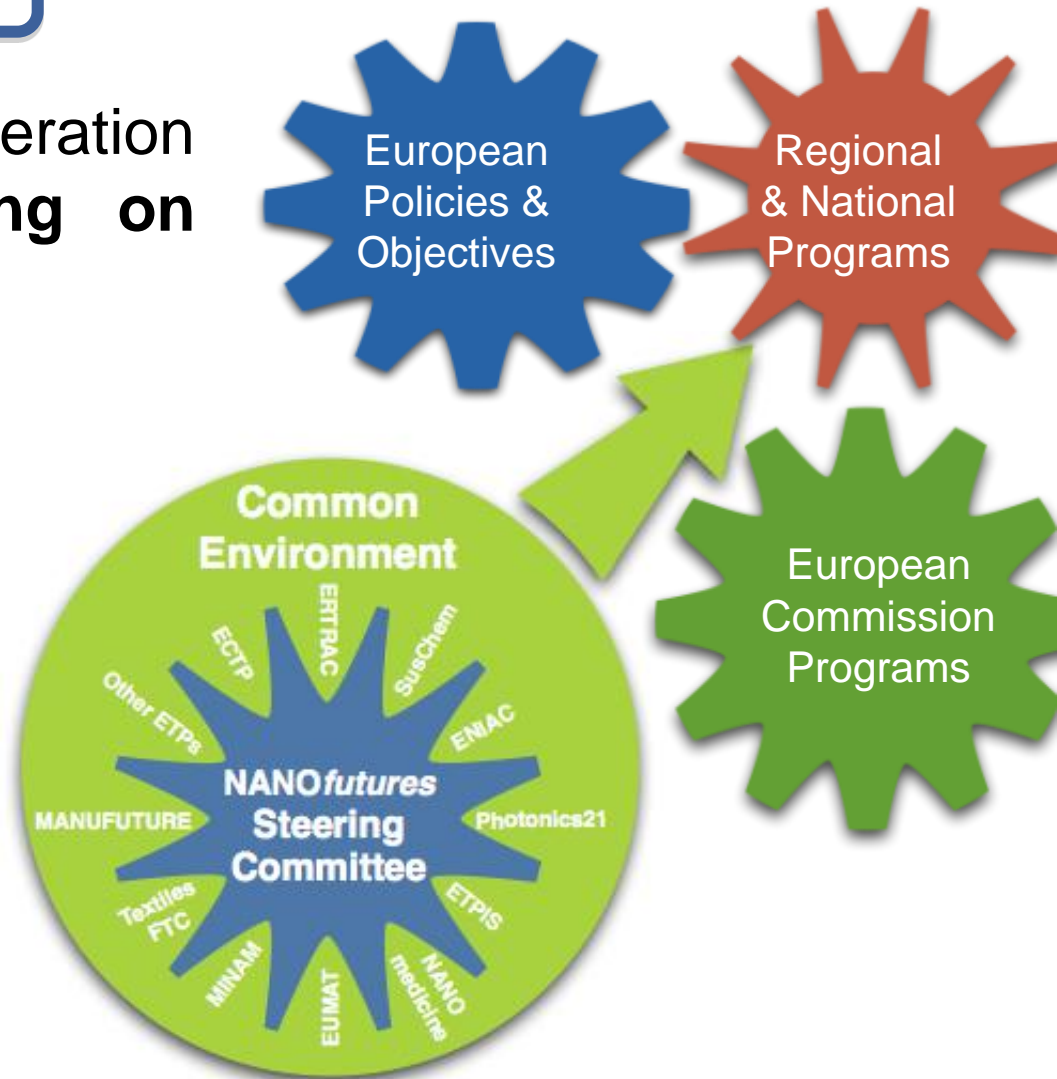 eration
ng on
European
Policies &
Objectives
Regional
& National
Programs
European
Commission
Programs
Common
Environment
ERTRAC
SusChem
ENIAC
Photonics21
ETPIS
NANO
medicine
EUMAT
MINAM
Textiles
FTC
MANUFUTURE
Other ETPs
ECTP
NANOfutures
Steering
Committee